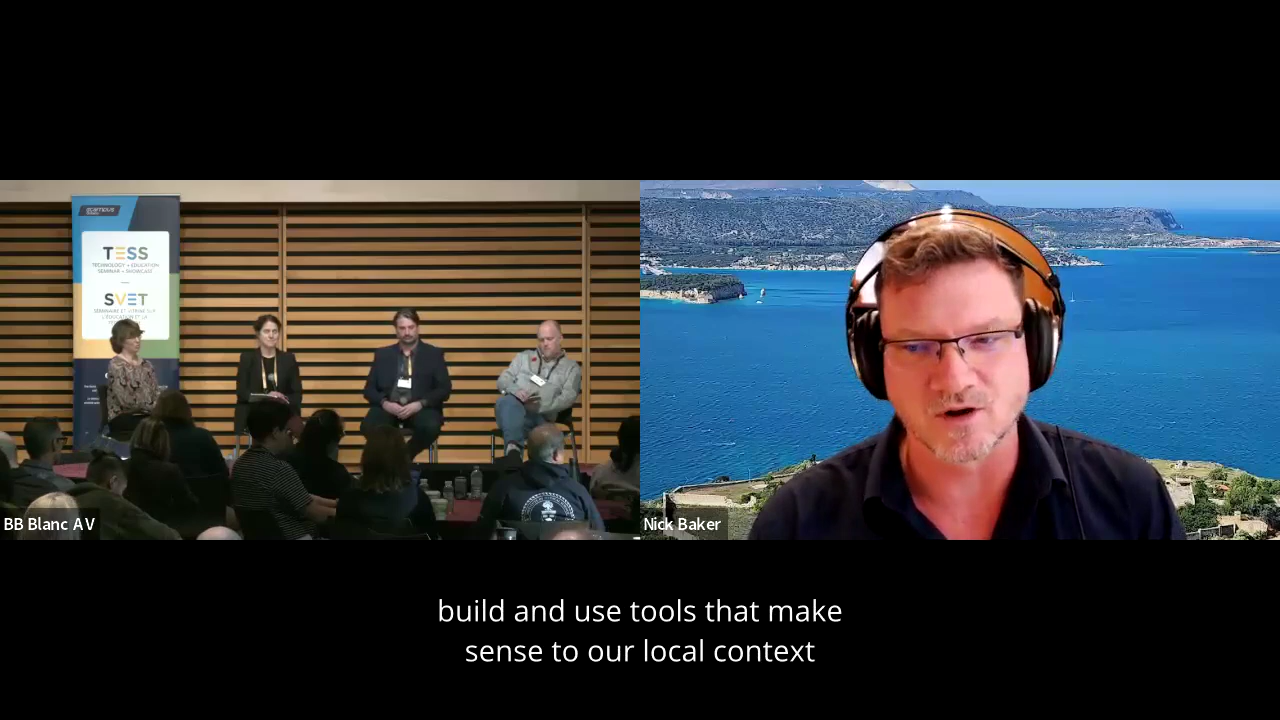 TESS
TECHNOLOGY + EDUCATION
SEMINAR + SHOWCASE
SVET
BB Blanc AV
Nick Baker
build and use tools that make
sense to our local context